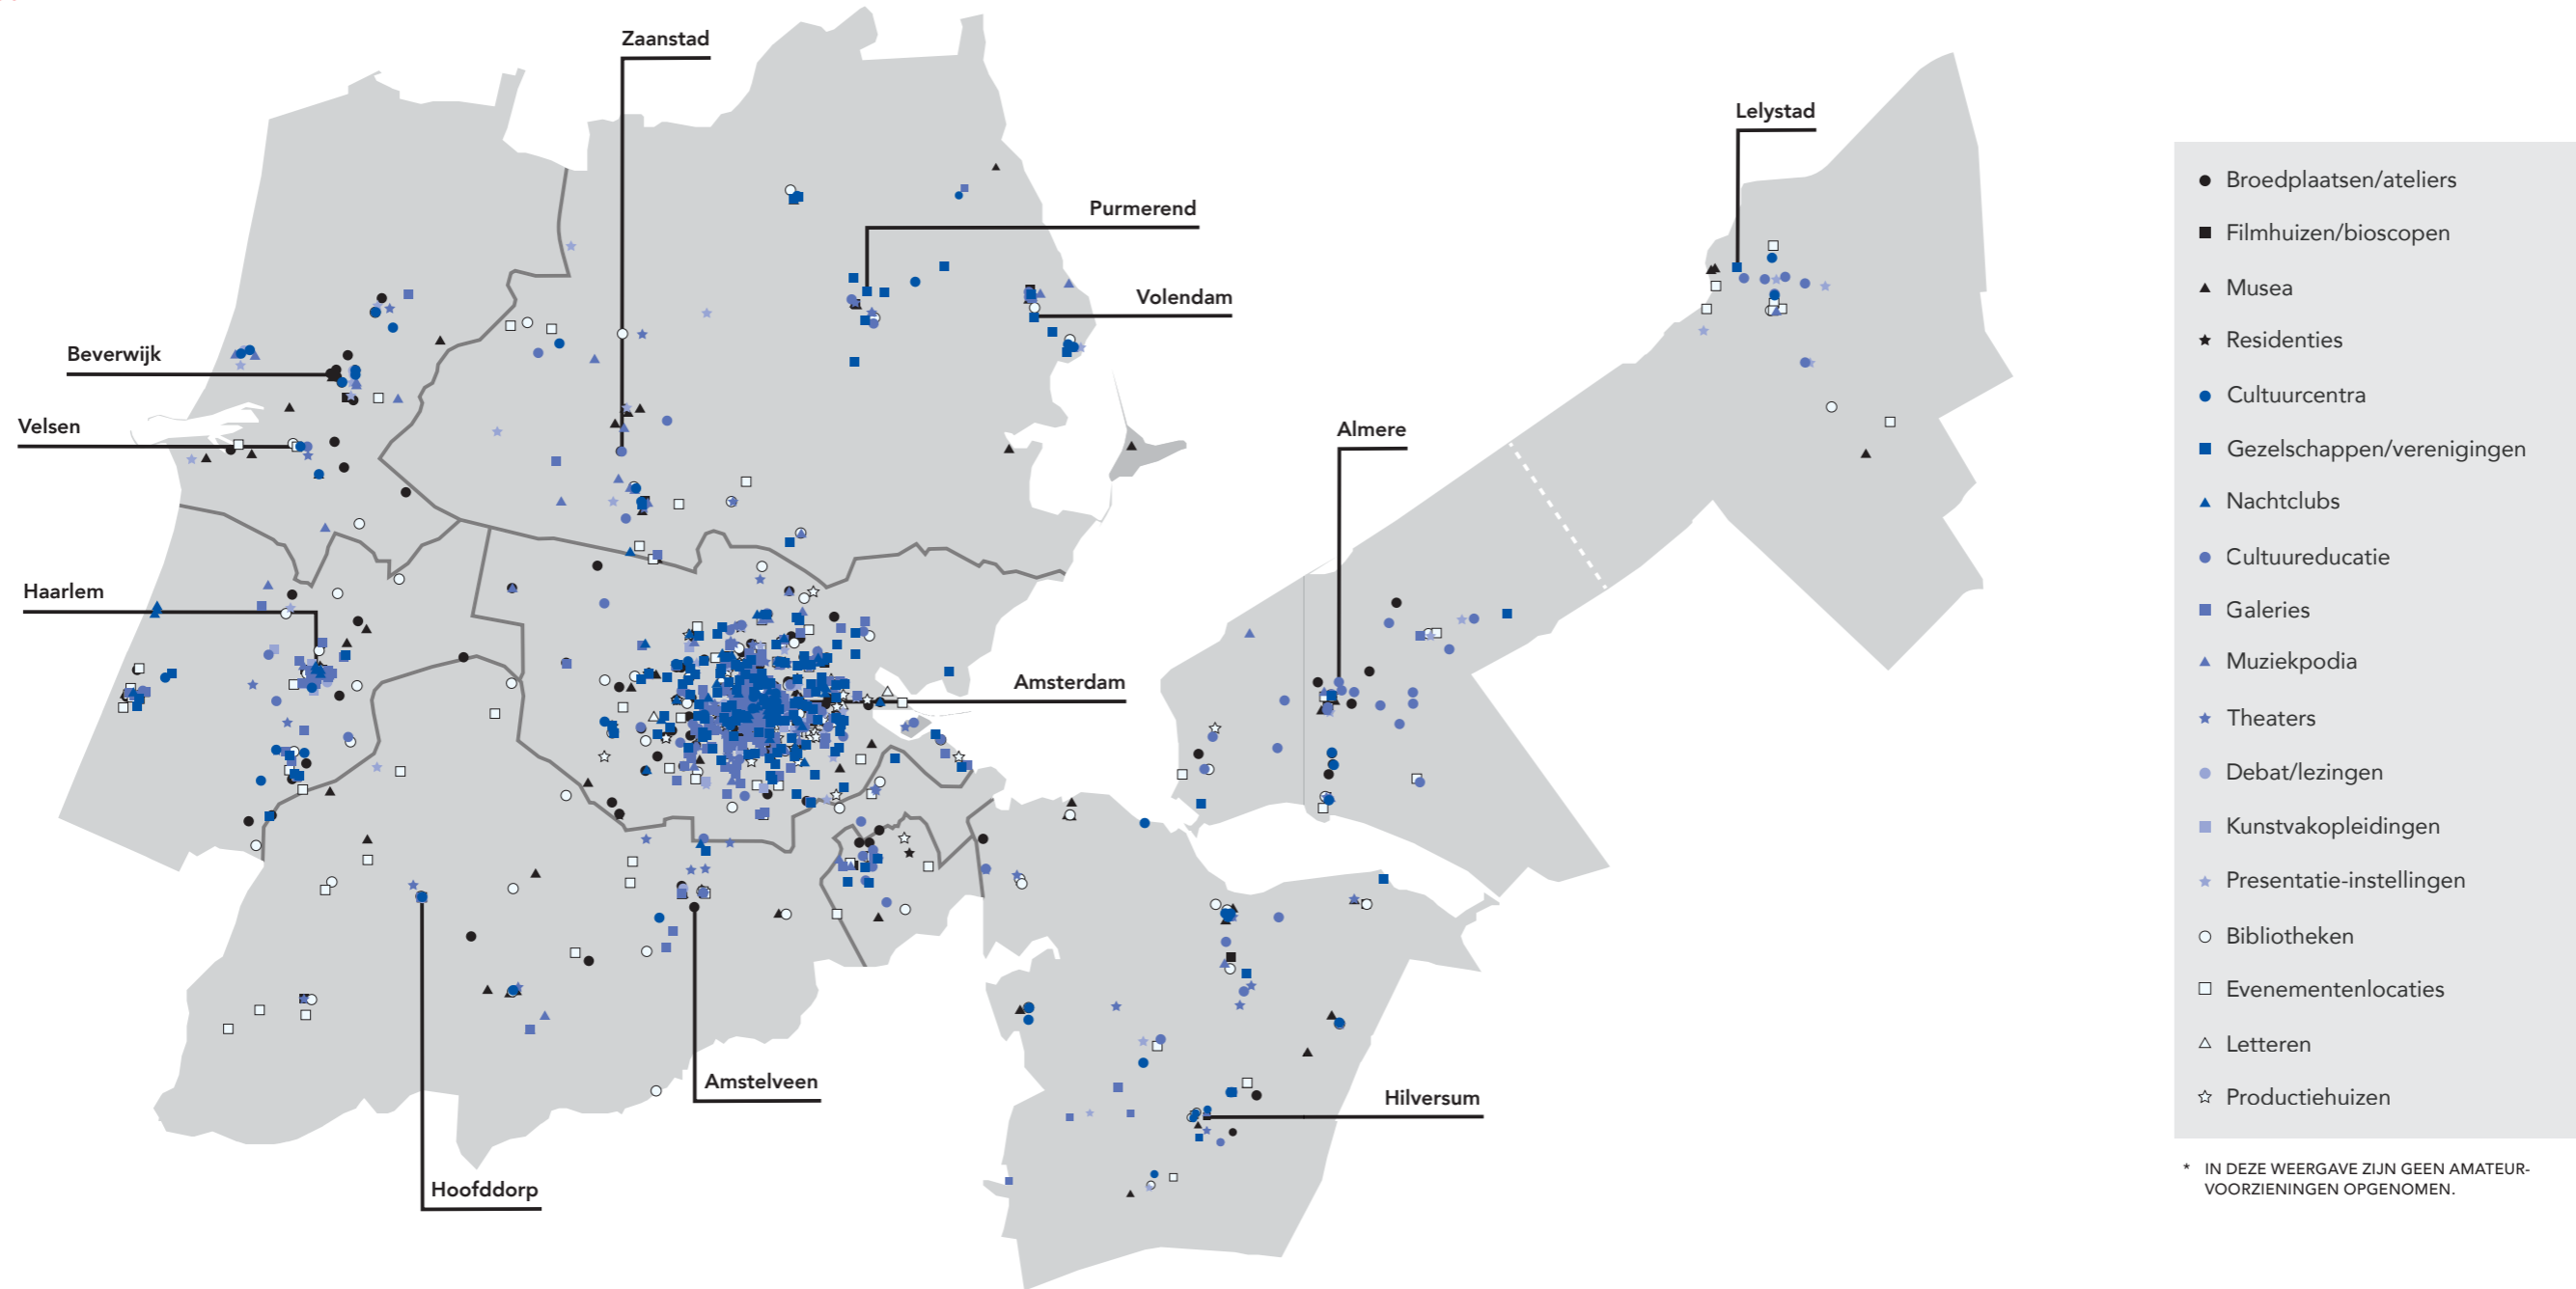 Zaanstad
Lelystad
Purmerend
Volendam
Beverwijk
Velsen
Almere
Haarlem
Amsterdam
Amstelveen
Hilversum
Hoofddorp
Broedplaatsen/ateliers
Filmhuizen/bioscopen
Musea
Residenties
Cultuurcentra
Gezelschappen/verenigingen
Nachtclubs
Cultuureducatie
Galeries
Muziekpodia
Theaters
Debat/lezingen
Kunstvakopleidingen
Presentatie-instellingen
Bibliotheken
Evenementenlocaties
Letteren
Productiehuizen
* IN DEZE WEERGAVE ZIJN GEEN AMATEUR-
VOORZIENINGEN OPGENOMEN.